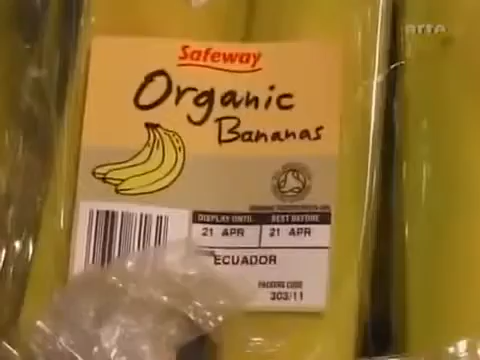 arte
Safeway
Organic
Bananas
DISPLAY UNTIL BEST BEFORE
21 APR 21 APR
ECUADOR
PACKING CODE
303/11